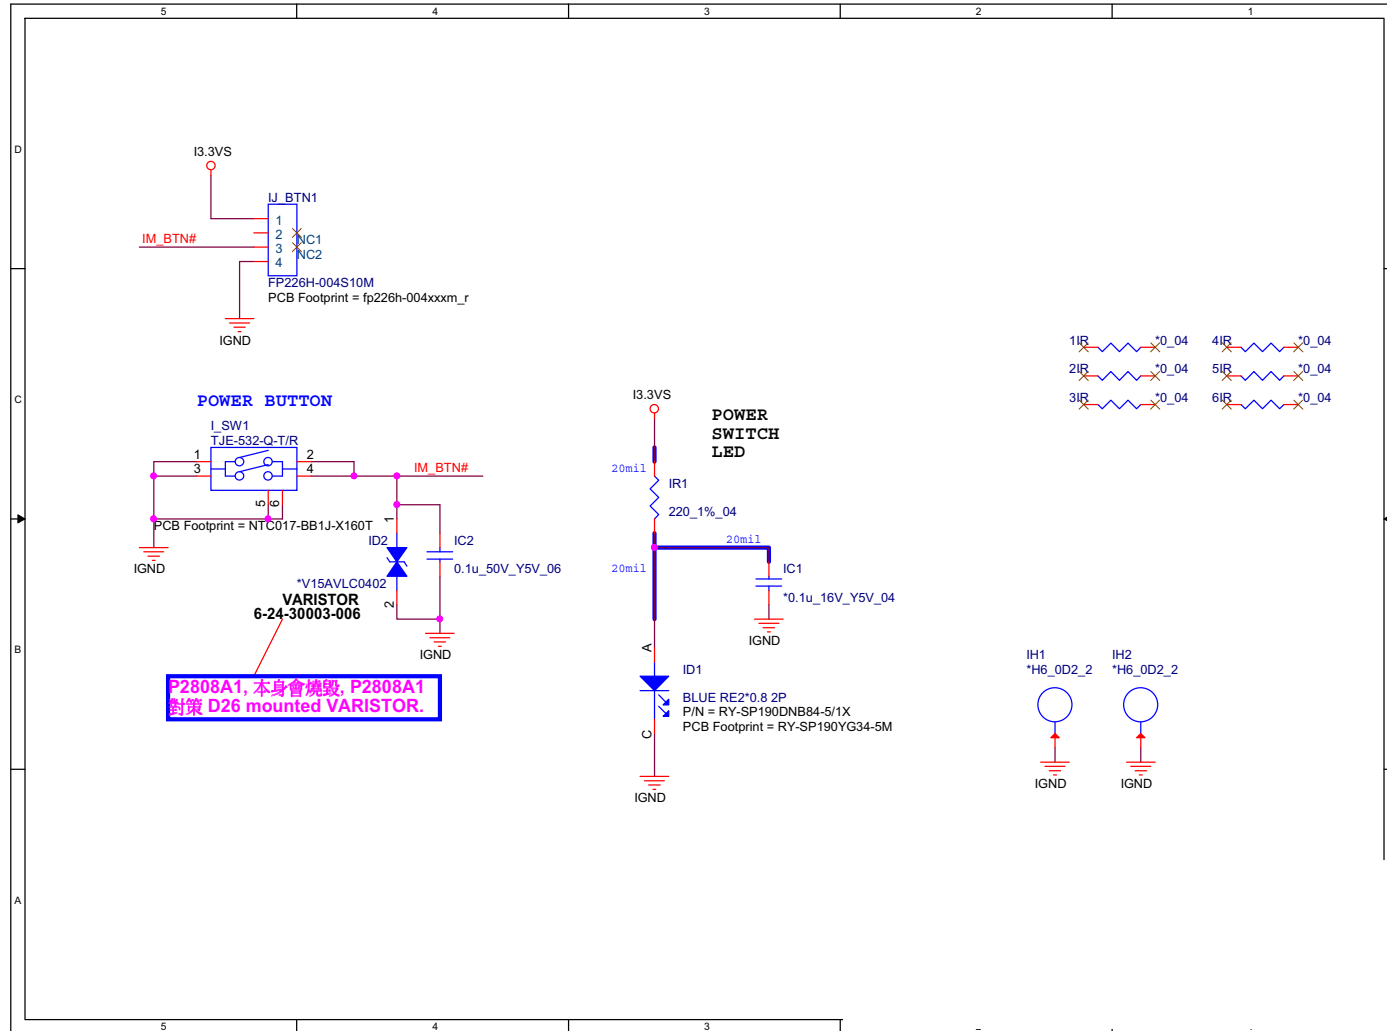 5 4 3 2 1
D
I3.3VS
IJ_BTN1
1
2
3
4
NC1
NC2
IM_BTN#
FP226H-004S10M
PCB Footprint = fp226h-004xxxm_r
IGND
1IR *0_04 4IR *0_04
2IR *0_04 5IR *0_04
3IR *0_04 6IR *0_04
C
POWER BUTTON
I_SW1
TJE-532-Q-T/R
1 2
3 4
5 6
IM_BTN#
PCB Footprint = NTC017-BB1J-X160T
IGND
1
ID2
*V15AVLC0402
2
VARISTOR
6-24-30003-006
IC2
0.1u_50V_Y5V_06
IGND
P2808A1, 本身會燒毀, P2808A1
對策 D26 mounted VARISTOR.
I3.3VS
POWER
SWITCH
LED
20mil
IR1
220_1%_04
20mil
20mil
IC1
*0.1u_16V_Y5V_04
IGND
B
A
ID1
BLUE RE2*0.8 2P
P/N = RY-SP190DNB84-5/1X
PCB Footprint = RY-SP190YG34-5M
C
IGND
IH1 IH2
*H6_0D2_2 *H6_0D2_2
IGND IGND
A
5 4 3